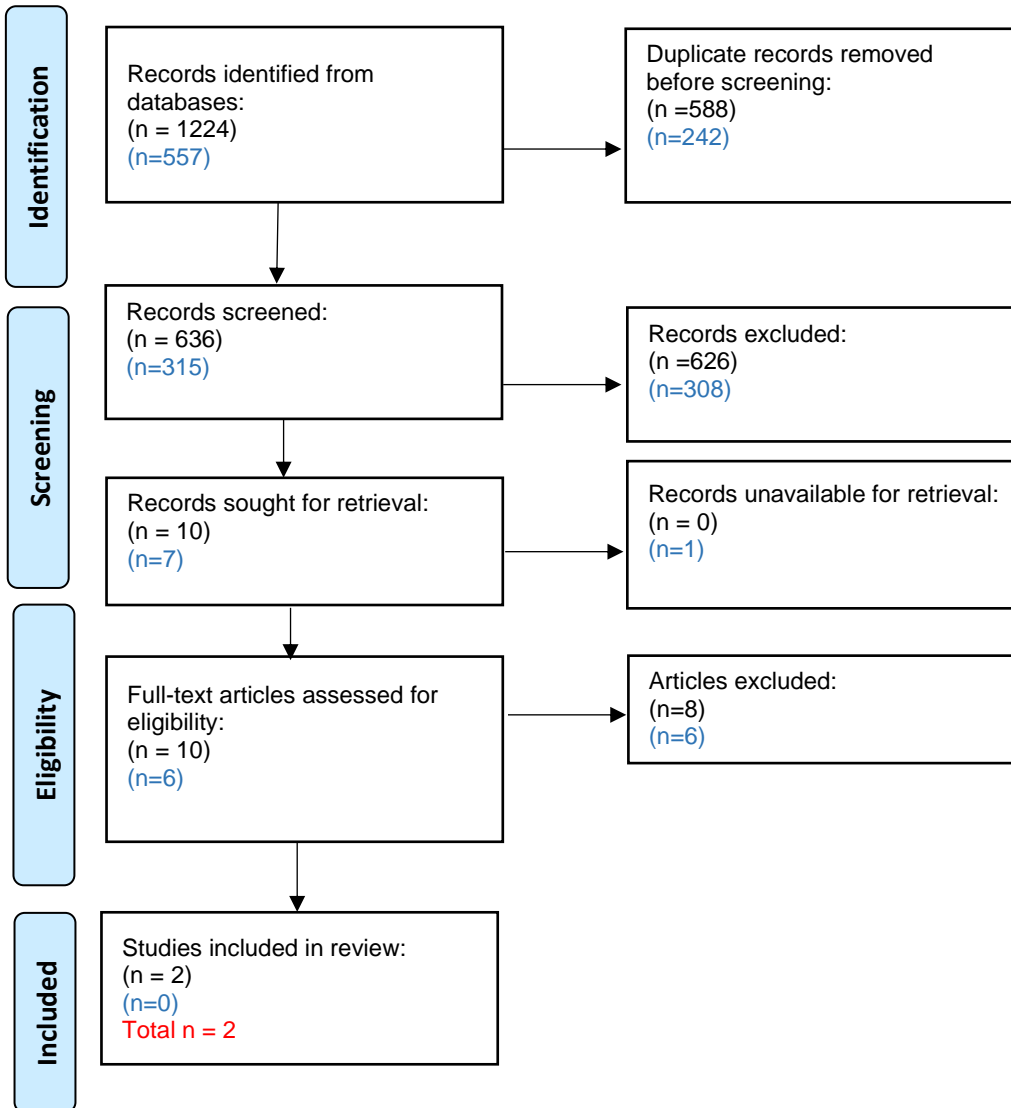 Identification
Records identified from
databases:
(n = 1224)
(n=557)
Duplicate records removed
before screening:
(n =588)
(n=242)
Screening
Records screened:
(n = 636)
(n=315)
Records excluded:
(n =626)
(n=308)
Records sought for retrieval:
(n = 10)
(n=7)
Records unavailable for retrieval:
(n = 0)
(n=1)
Eligibility
Full-text articles assessed for
eligibility:
(n = 10)
(n=6)
Articles excluded:
(n=8)
(n=6)
Included
Studies included in review:
(n = 2)
(n=0)
Total n = 2